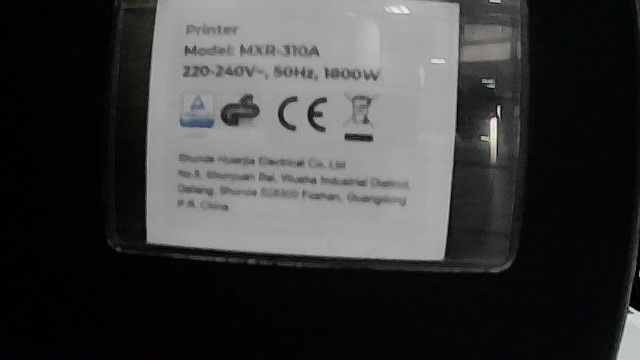 Printer
Model: MXR-310A
220-240V~, 50Hz, 1800W
CE
Shunde Huanjia Electrical Co., Ltd
No.8, Shunyuan Rd, Wusha Industrial District,
Daliang, Shunde 528300 Foshan, Guangdong
P.R. China